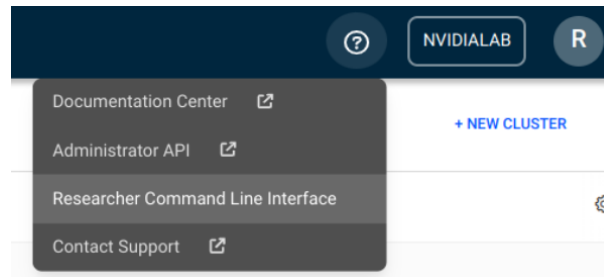 NVIDIALAB
R
Documentation Center
+ NEW CLUSTER
Administrator API
Researcher Command Line Interface
Contact Support